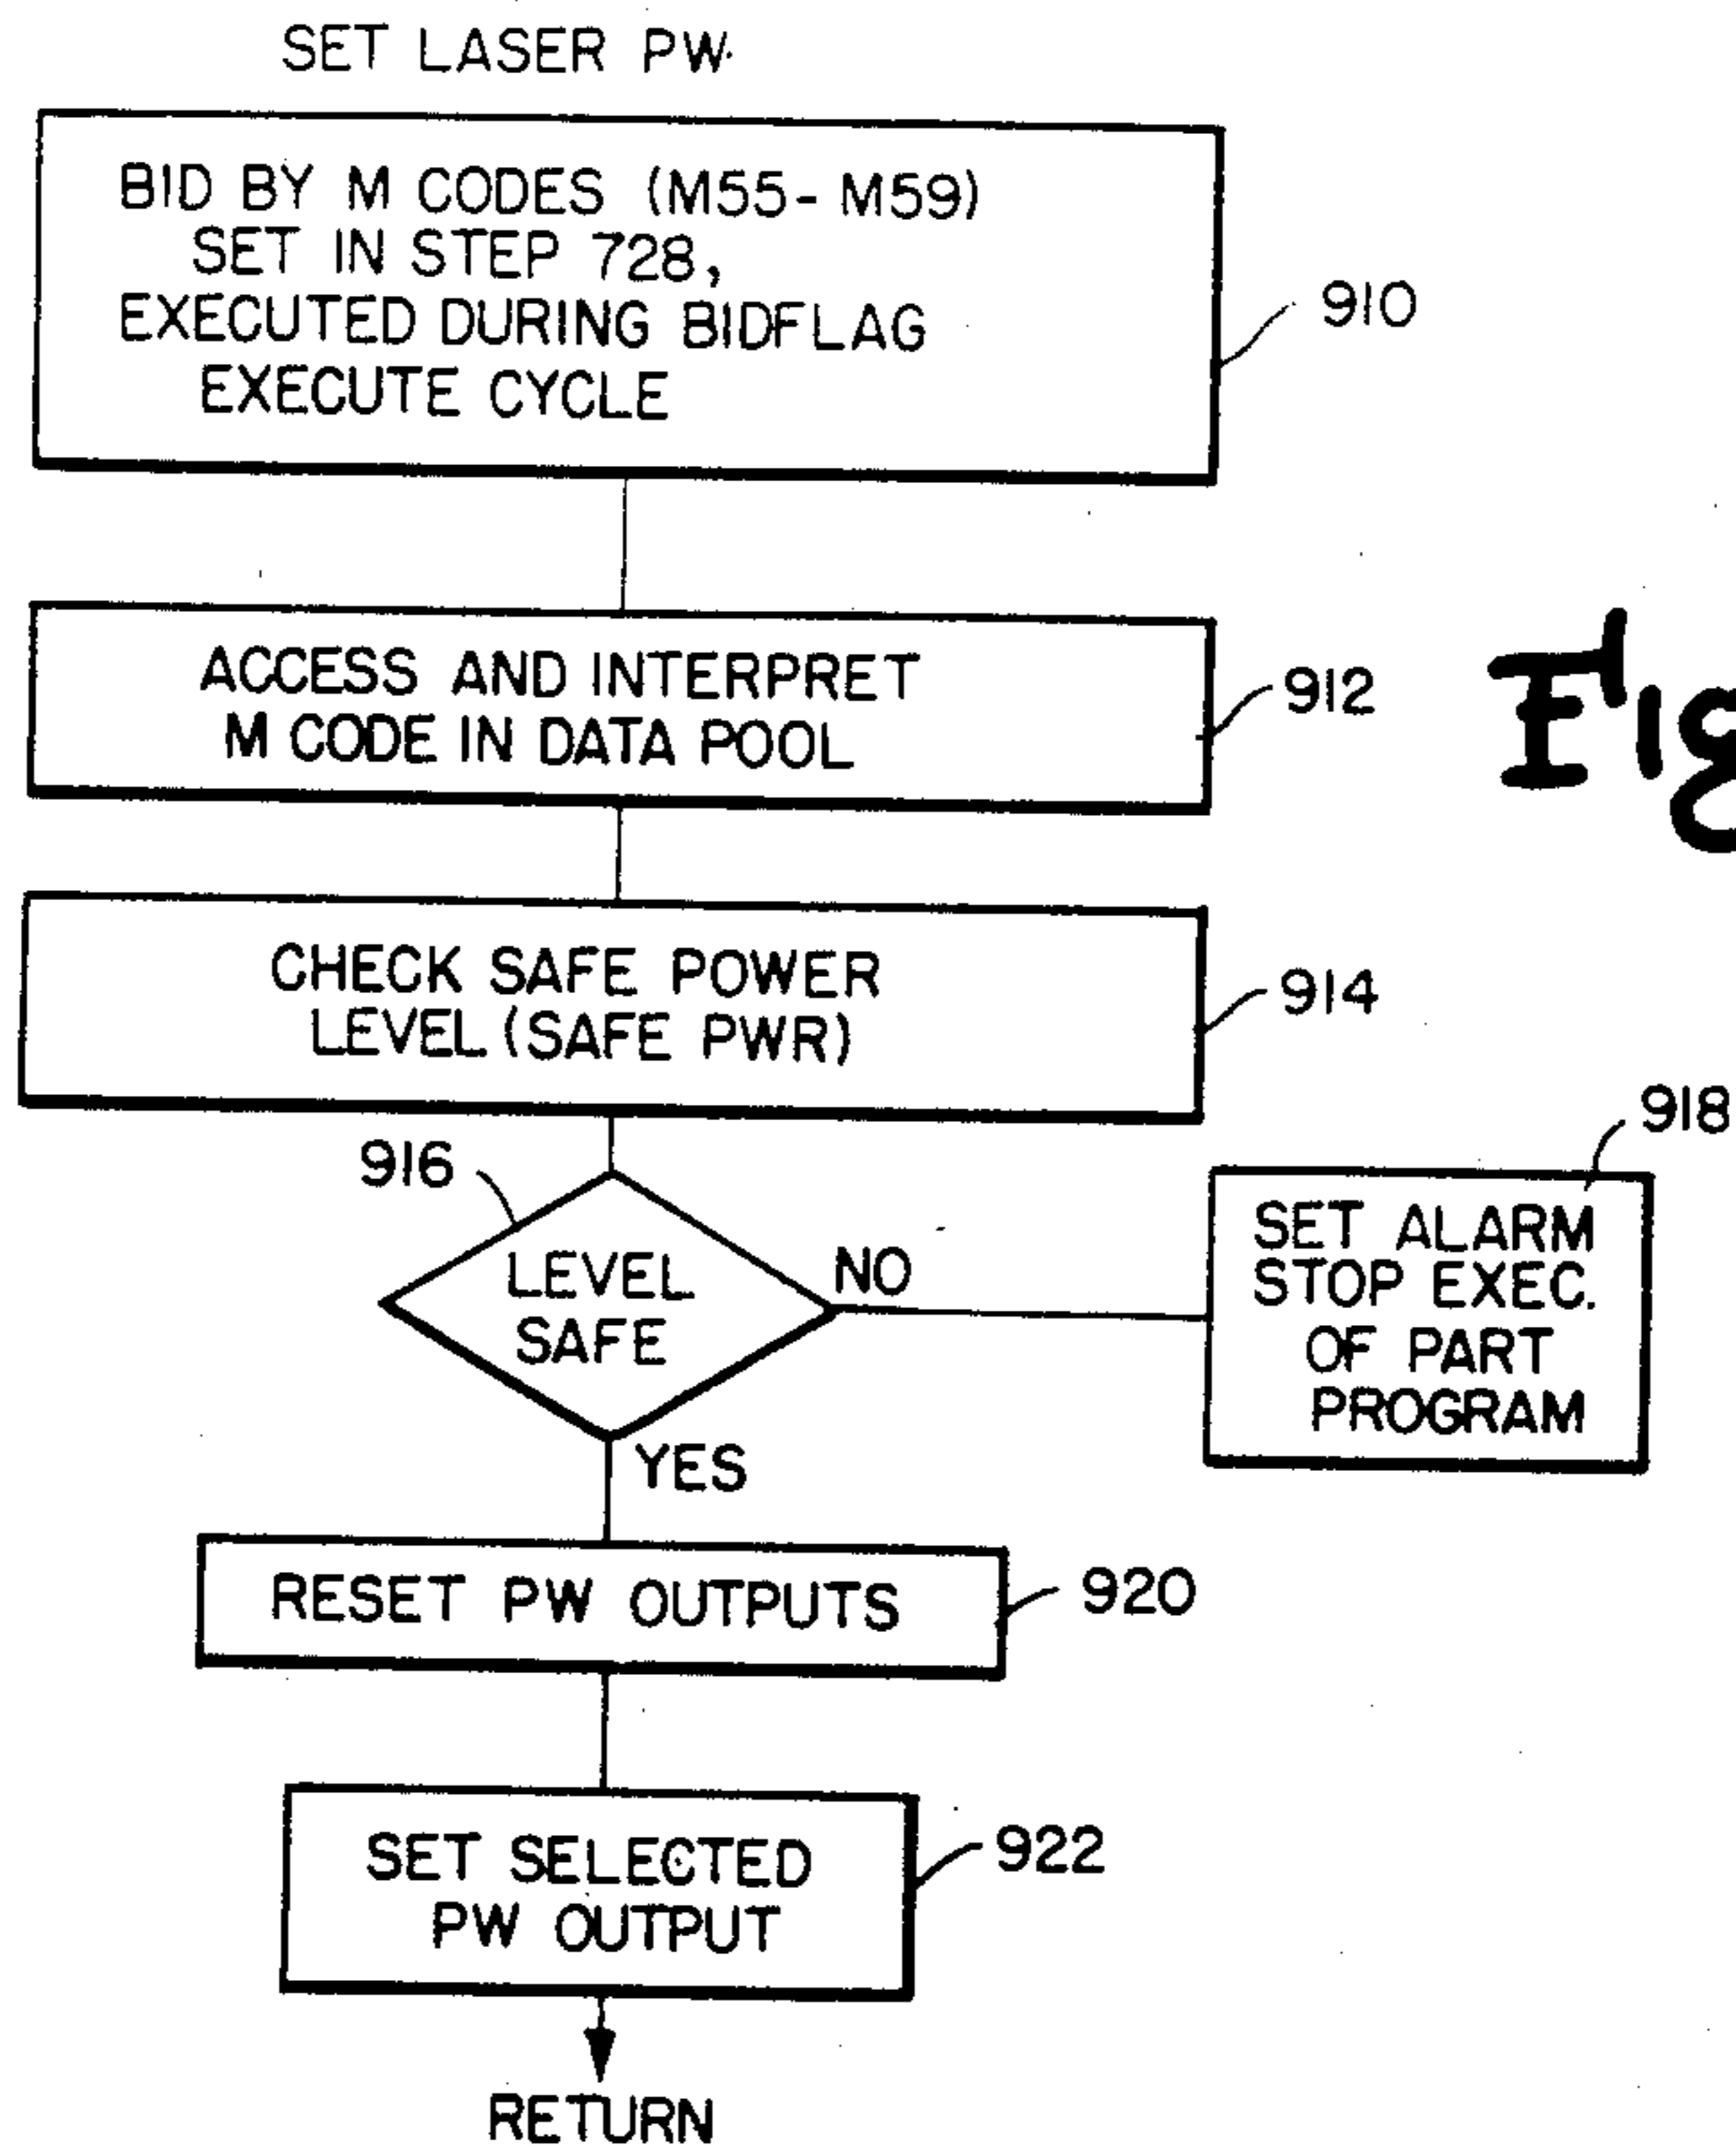 SET LASER PW.
BID BY M CODES (M55-M59)
SET IN STEP 728,
EXECUTED DURING BIDFLAG
EXECUTE CYCLE
910
ACCESS AND INTERPRET
M CODE IN DATA POOL
912
Fig
CHECK SAFE POWER
LEVEL (SAFE PWR)
914
916
LEVEL
SAFE
NO
YES
918
SET ALARM
STOP EXEC.
OF PART
PROGRAM
RESET PW OUTPUTS
920
SET SELECTED
PW OUTPUT
922
RETURN